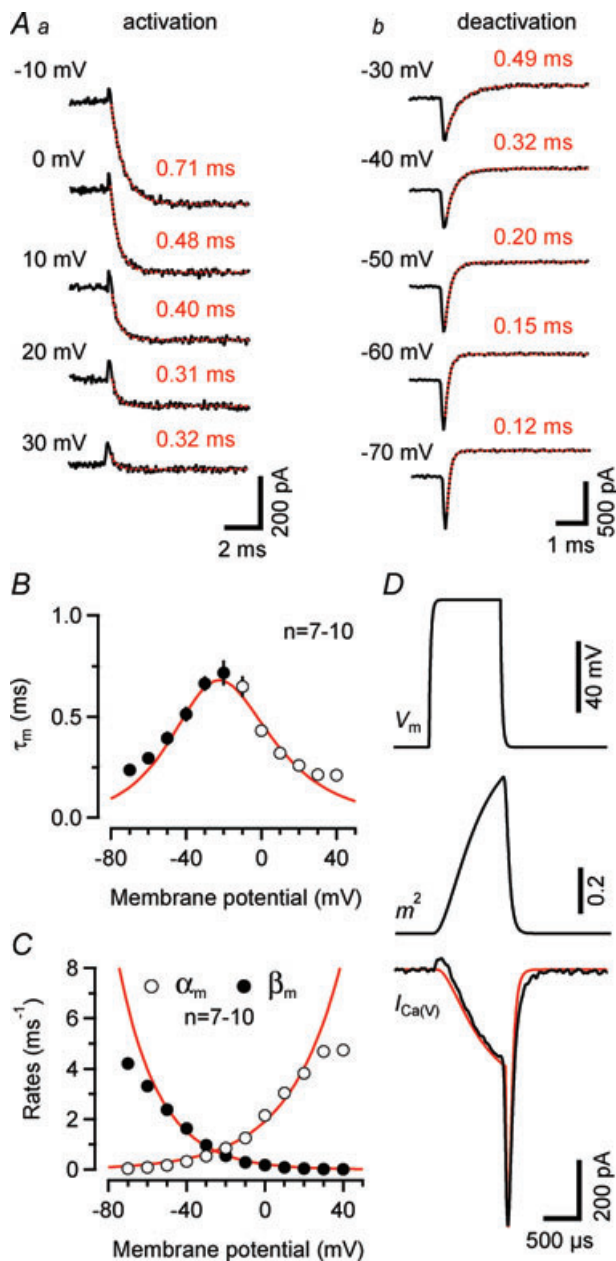 A a activation
-10 mV
0 mV
0.71 ms
10 mV
0.48 ms
0.40 ms
20 mV
0.31 ms
30 mV
0.32 ms
200 pA
2 ms
b deactivation
-30 mV
0.49 ms
-40 mV
0.32 ms
-50 mV
0.20 ms
-60 mV
0.15 ms
-70 mV
0.12 ms
500 pA
1 ms
B
n=7-10
1.0
0.5
0.0
τm (ms)
-80 -40 0 40
Membrane potential (mV)
C
αm βm
n=7-10
8
6
4
2
0
Rates (ms-1)
-80 -40 0 40
Membrane potential (mV)
D
Vm
40 mV
m2
0.2
ICa(V)
200 pA
500 µs